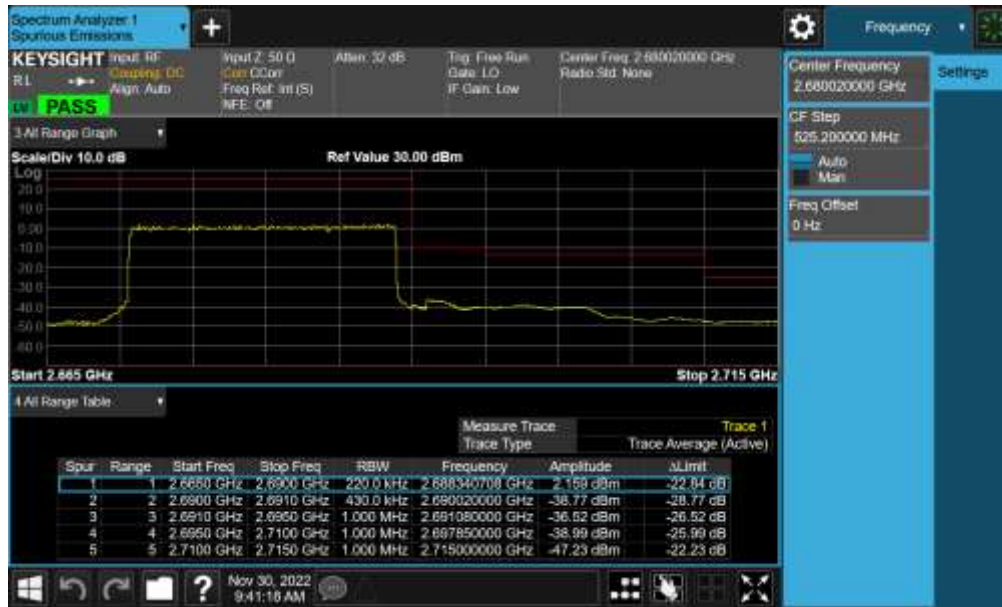 Spectrum Analyzer 1
Spurious Emissions
+
Frequency
KEYSIGHT
RL
LV PASS
Input: RF
Coupling: DC
Align: Auto
Input Z: 50 Ω
Corr CCorr
Freq Ref: Int (S)
NFE: Off
Atten: 32 dB
Trig: Free Run
Gate: LO
IF Gain: Low
Center Freq: 2.680020000 GHz
Radio Std: None
Center Frequency
2.680020000 GHz
Settings
CF Step
525.200000 MHz
Auto
Man
Freq Offset
0 Hz
3 All Range Graph
Scale/Div 10.0 dB
Ref Value 30.00 dBm
Log
20.0
10.0
0.00
-10.0
-20.0
-30.0
-40.0
-50.0
-60.0
Start 2.665 GHz
Stop 2.715 GHz
4 All Range Table
Measure Trace Trace 1
Trace Type Trace Average (Active)
Spur Range Start Freq Stop Freq RBW Frequency Amplitude ΔLimit
1 1 2.6650 GHz 2.6900 GHz 220.0 kHz 2.688340708 GHz 2.159 dBm -22.84 dB
2 2 2.6900 GHz 2.6910 GHz 430.0 kHz 2.690020000 GHz -38.77 dBm -28.77 dB
3 3 2.6910 GHz 2.6950 GHz 1.000 MHz 2.691080000 GHz -36.52 dBm -26.52 dB
4 4 2.6950 GHz 2.7100 GHz 1.000 MHz 2.697850000 GHz -38.99 dBm -25.99 dB
5 5 2.7100 GHz 2.7150 GHz 1.000 MHz 2.715000000 GHz -47.23 dBm -22.23 dB
?
Nov 30, 2022
9:41:18 AM